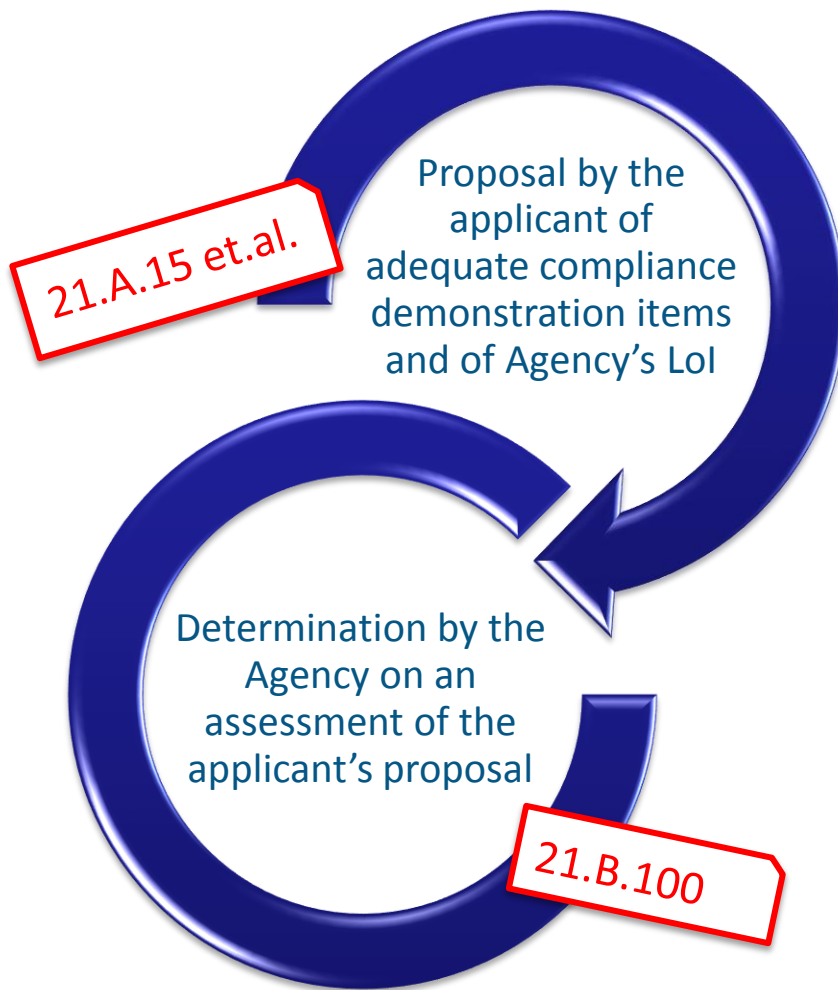 Proposal by the
applicant of
adequate compliance
demonstration items
and of Agency’s LoI
21.A.15 et.al.
Determination by the
Agency on an
assessment of the
applicant’s proposal
21.B.100